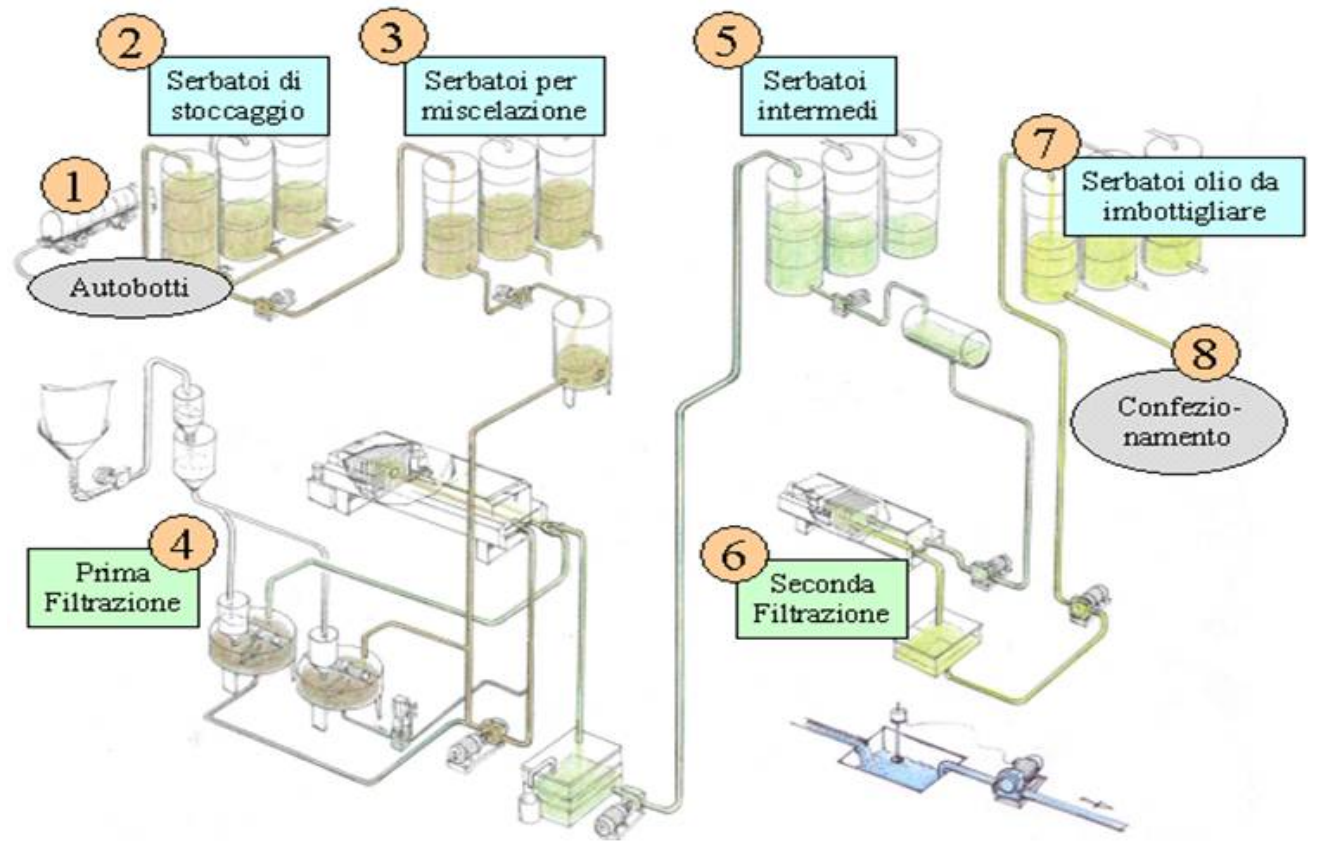 1
Autobotti
2
Serbatoi di
stoccaggio
3
Serbatoi per
miscelazione
4
Prima
Filtrazione
5
Serbatoi
intermedi
6
Seconda
Filtrazione
7
Serbatoi olio da
imbottigliare
8
Confezio-
namento